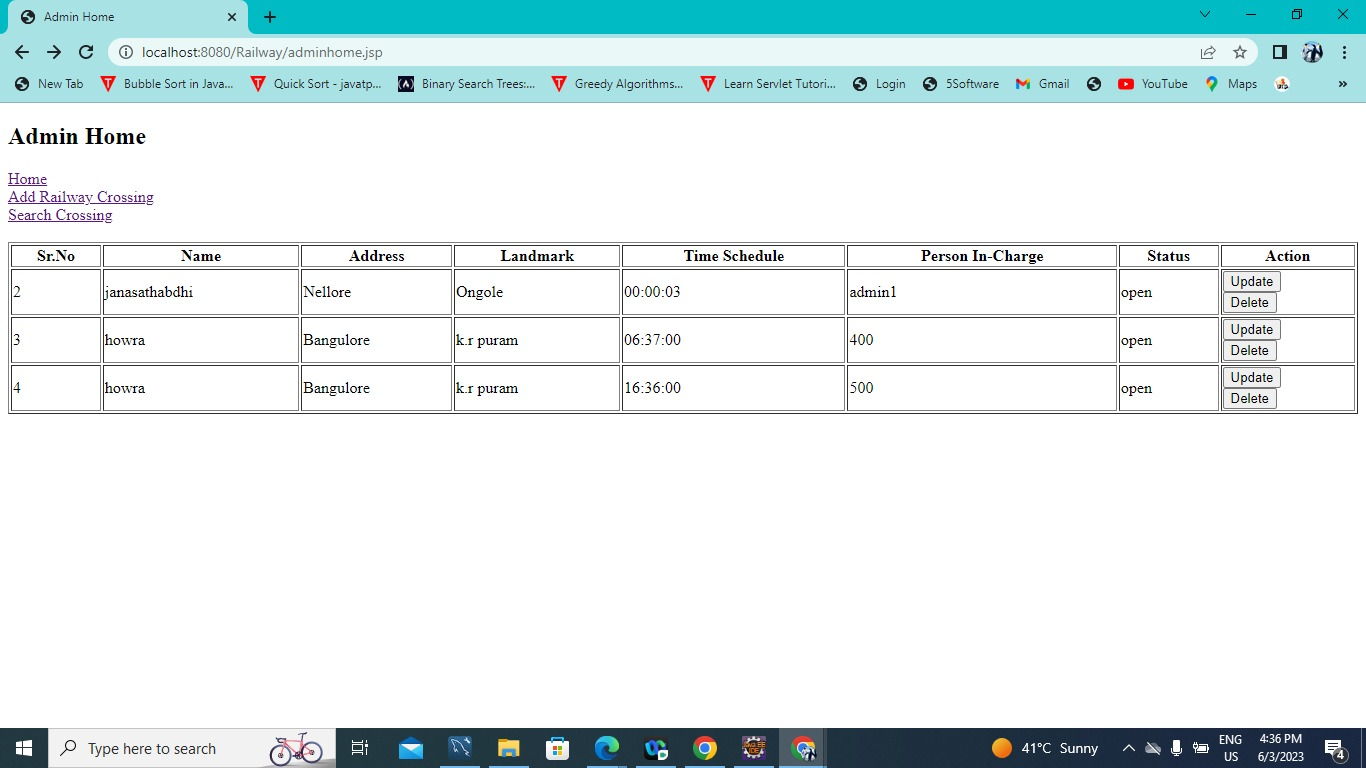 Admin Home
localhost:8080/Railway/adminhome.jsp
New Tab Bubble Sort in Java... Quick Sort - javatp... Binary Search Trees:... Greedy Algorithms... Learn Servlet Tutori... Login 5Software Gmail YouTube Maps »
Admin Home
Home
Add Railway Crossing
Search Crossing
Sr.No Name Address Landmark Time Schedule Person In-Charge Status Action
2 janasathabdhi Nellore Ongole 00:00:03 admin1 open Update
Delete
3 howra Bangulore k.r puram 06:37:00 400 open Update
Delete
4 howra Bangulore k.r puram 16:36:00 500 open Update
Delete
Type here to search 41°C Sunny ENG 4:36 PM
US 6/3/2023 4